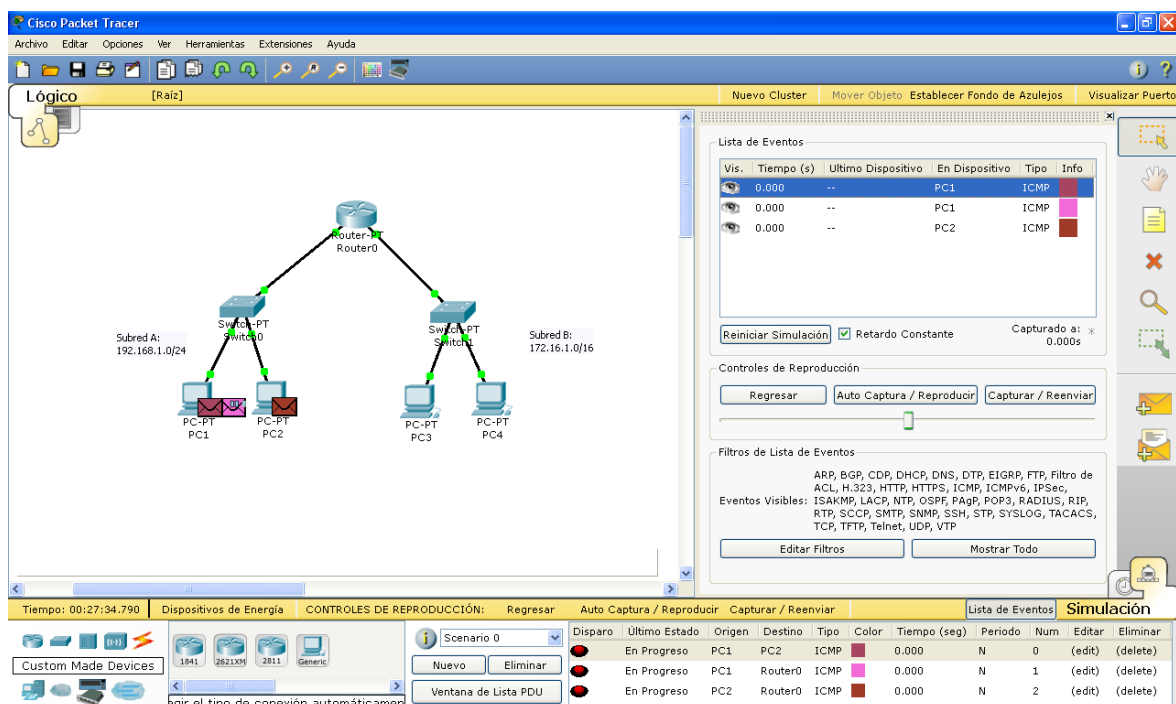 Cisco Packet Tracer
Archivo Editar Opciones Ver Herramientas Extensiones Ayuda
Lógico [Raíz] Nuevo Cluster Mover Objeto Establecer Fondo de Azulejos Visualizar Puerto
Router-PT
Router0
Switch-PT
Switch0
Switch-PT
Switch1
Subred A:
192.168.1.0/24
Subred B:
172.16.1.0/16
PC-PT
PC1
PC-PT
PC2
PC-PT
PC3
PC-PT
PC4
Lista de Eventos
Vis. Tiempo (s) Ultimo Dispositivo En Dispositivo Tipo Info
0.000 -- PC1 ICMP
0.000 -- PC1 ICMP
0.000 -- PC2 ICMP
Reiniciar Simulación Retardo Constante Capturado a: *
0.000s
Controles de Reproducción
Regresar Auto Captura / Reproducir Capturar / Reenviar
Filtros de Lista de Eventos
Eventos Visibles:
ARP, BGP, CDP, DHCP, DNS, DTP, EIGRP, FTP, Filtro de
ACL, H.323, HTTP, HTTPS, ICMP, ICMPv6, IPSec,
ISAKMP, LACP, NTP, OSPF, PAgP, POP3, RADIUS, RIP,
RTP, SCCP, SMTP, SNMP, SSH, STP, SYSLOG, TACACS,
TCP, TFTP, Telnet, UDP, VTP
Editar Filtros Mostrar Todo
Tiempo: 00:27:34.790 Dispositivos de Energía CONTROLES DE REPRODUCCIÓN: Regresar Auto Captura / Reproducir Capturar / Reenviar Lista de Eventos Simulación
Custom Made Devices
1841 2621XM 2811 Generic
egir el tipo de conexión automáticamen
Scenario 0
Nuevo Eliminar
Ventana de Lista PDU
Disparo Último Estado Origen Destino Tipo Color Tiempo (seg) Periodo Num Editar Eliminar
En Progreso PC1 PC2 ICMP 0.000 N 0 (edit) (delete)
En Progreso PC1 Router0 ICMP 0.000 N 1 (edit) (delete)
En Progreso PC2 Router0 ICMP 0.000 N 2 (edit) (delete)